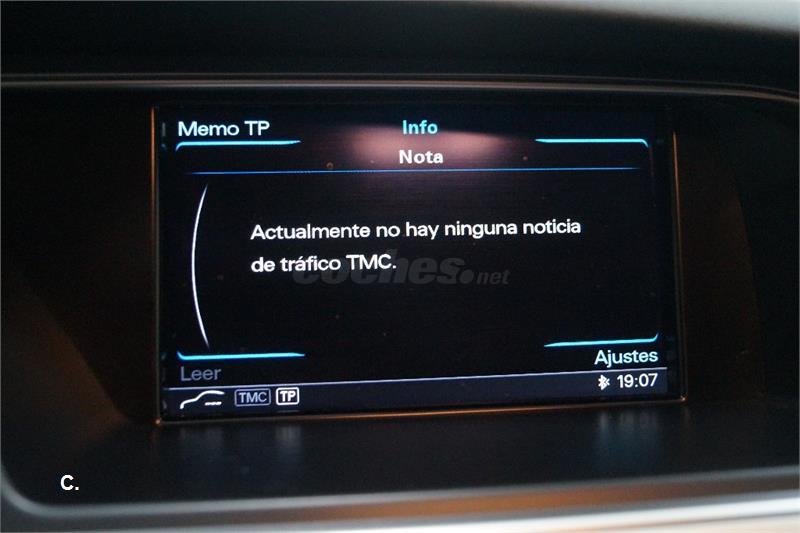 Memo TP
Info
Nota
Actualmente no hay ninguna noticia
de tráfico TMC.
coches.net
Leer
Ajustes
TMC TP
19:07
C.